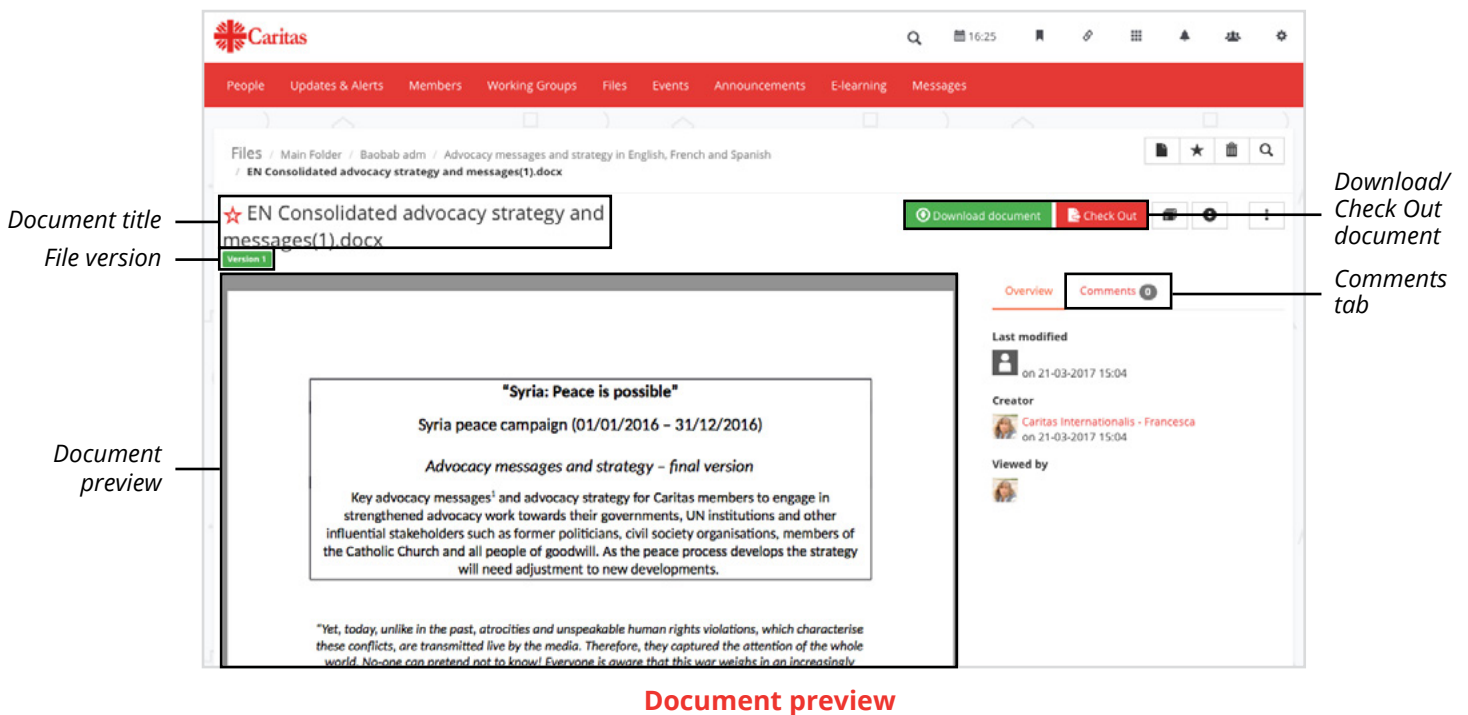 Caritas
16:25
People Updates & Alerts Members Working Groups Files Events Announcements E-learning Messages
Files / Main Folder / Baobab adm / Advocacy messages and strategy in English, French and Spanish
/ EN Consolidated advocacy strategy and messages(1).docx
Document title
EN Consolidated advocacy strategy and
messages(1).docx
File version
Version 1
Download document
Check Out
Download/
Check Out
document
Overview
Comments 0
Comments
tab
Last modified
on 21-03-2017 15:04
Creator
Caritas Internationalis - Francesca
on 21-03-2017 15:04
Viewed by
Document
preview
"Syria: Peace is possible"
Syria peace campaign (01/01/2016 – 31/12/2016)
Advocacy messages and strategy – final version
Key advocacy messages¹ and advocacy strategy for Caritas members to engage in
strengthened advocacy work towards their governments, UN institutions and other
influential stakeholders such as former politicians, civil society organisations, members of
the Catholic Church and all people of goodwill. As the peace process develops the strategy
will need adjustment to new developments.
"Yet, today, unlike in the past, atrocities and unspeakable human rights violations, which characterise
these conflicts, are transmitted live by the media. Therefore, they captured the attention of the whole
world. No-one can pretend not to know! Everyone is aware that this war weighs in an increasingly
Document preview